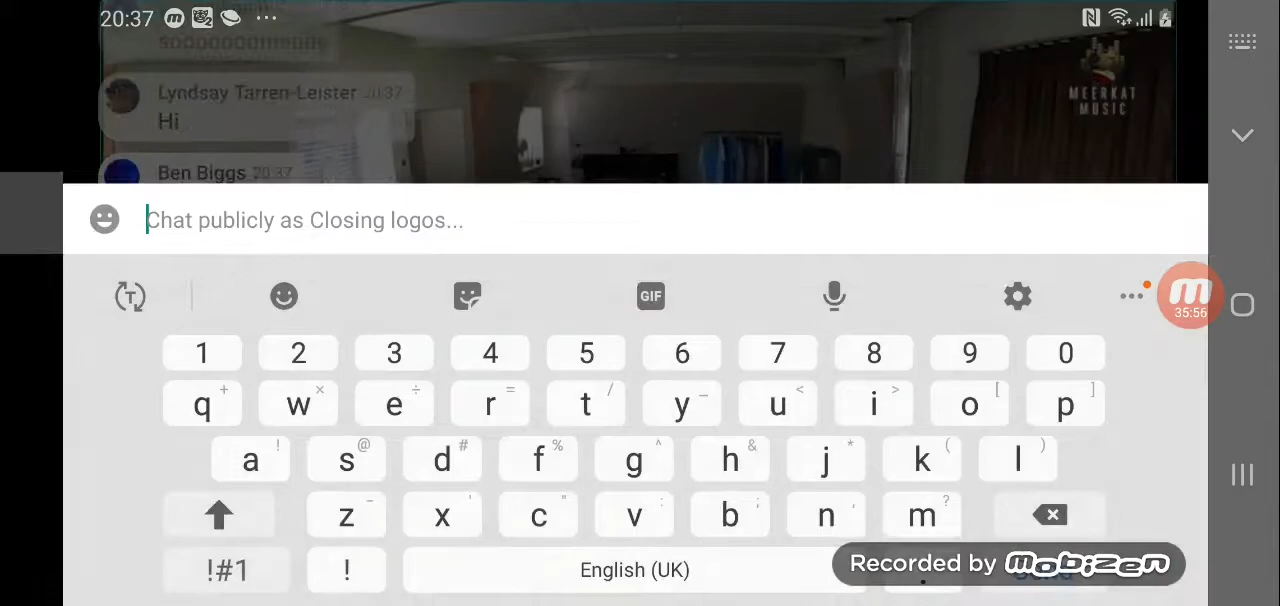 20:37
soooooooooonnnnn
Lyndsay Tarren-Leister 20:37
Hi
MEERKAT
MUSIC
Ben Biggs 20:37
Chat publicly as Closing logos...
T
GIF
35:56
1 2 3 4 5 6 7 8 9 0
q + w × e ÷ r = t / y _ u < i > o [ p ]
a ! s @ d # f % g ^ h & j * k ( l )
z - x ' c " v : b ; n , m ?
!#1 ! English (UK) .
Recorded by mobizen